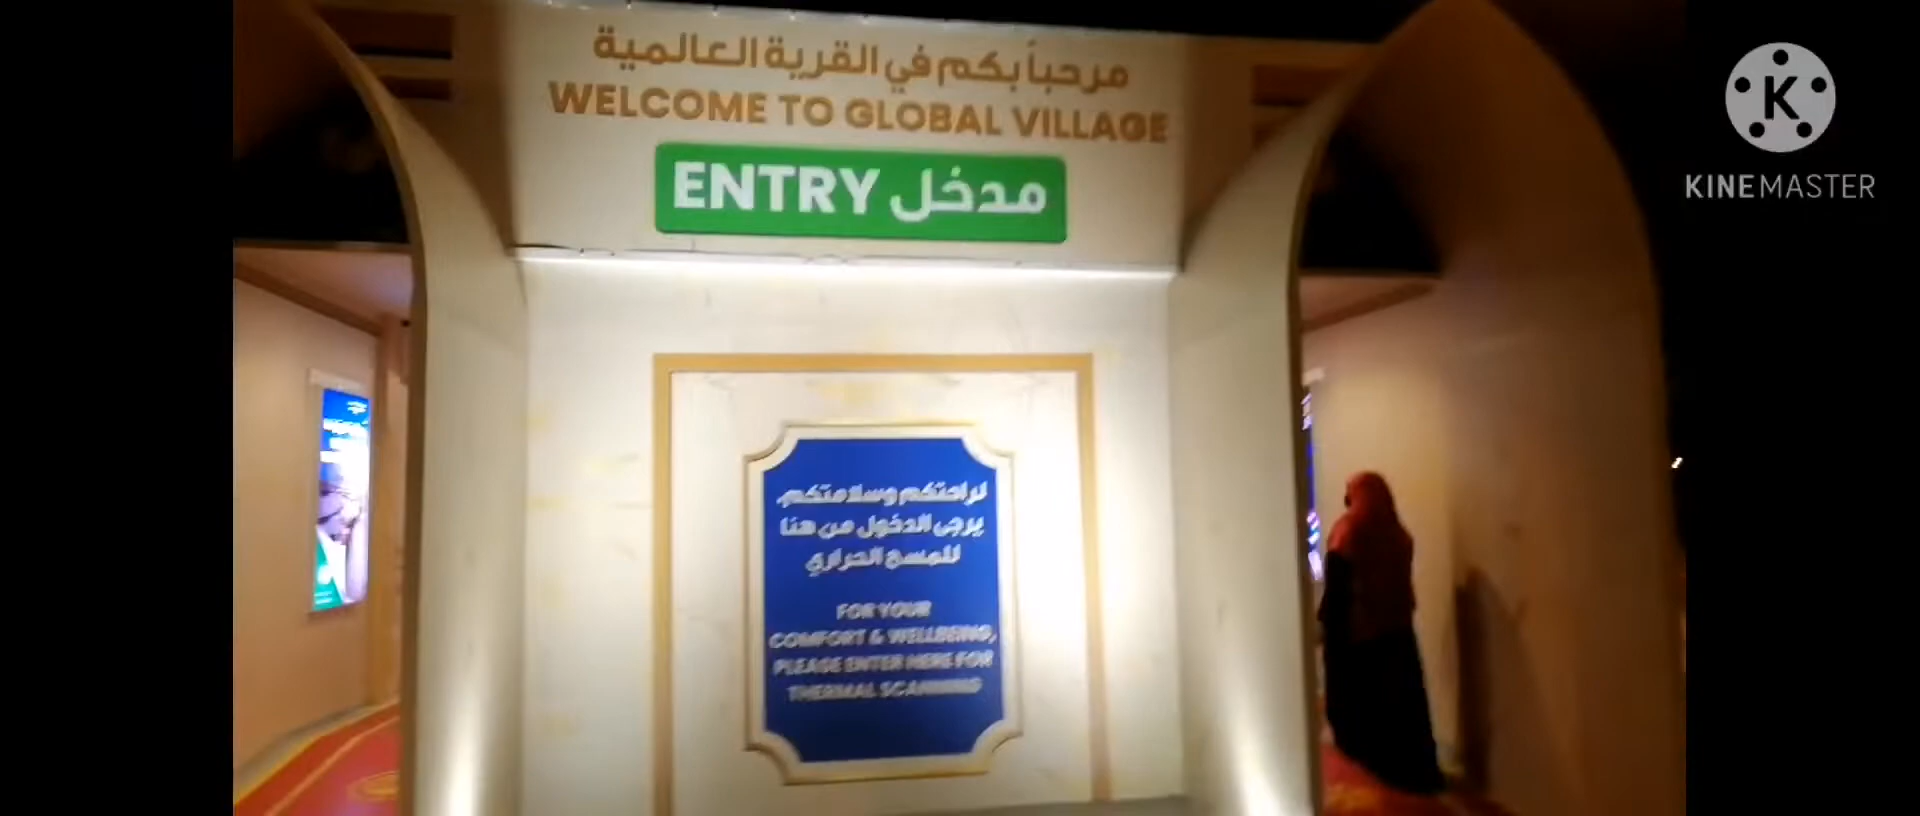 مرحباً بكم في القرية العالمية
WELCOME TO GLOBAL VILLAGE
ENTRY مدخل
لراحتكم وسلامتكم،
يرجى الدخول من هنا
للمسح الحراري
FOR YOUR
COMFORT & WELLBEING,
PLEASE ENTER HERE FOR
THERMAL SCANNING
K
KINEMASTER